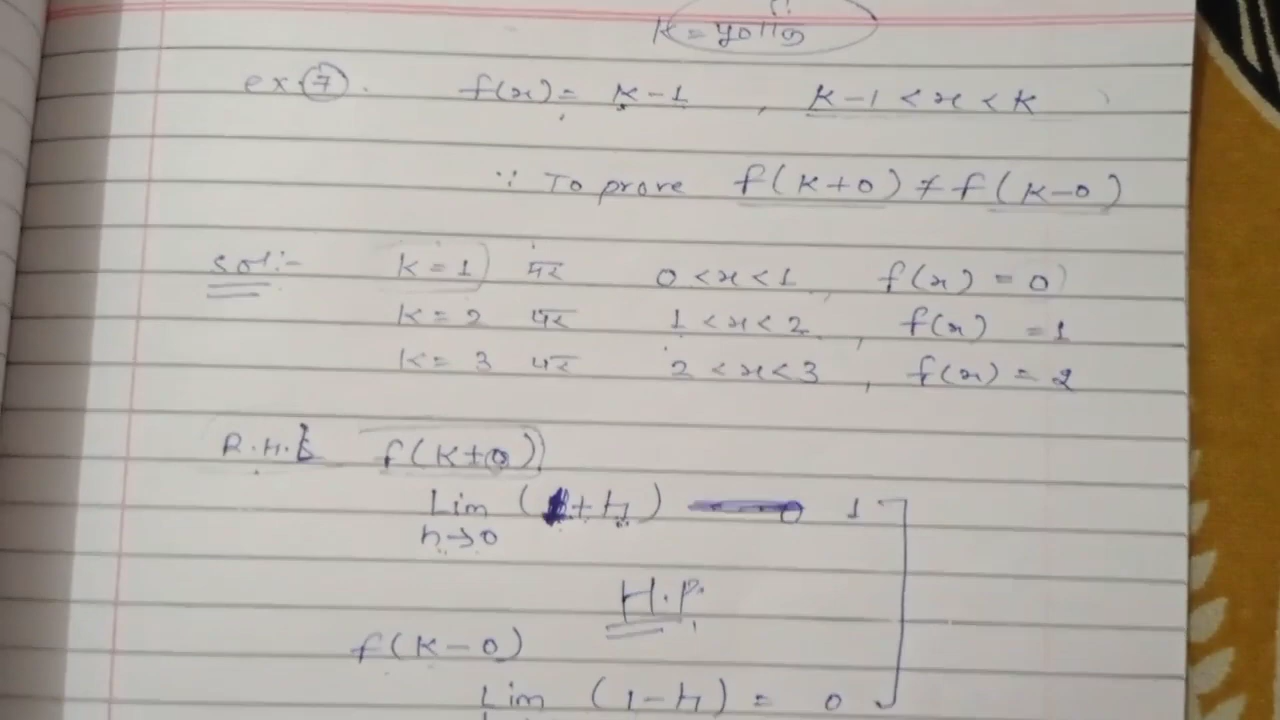 K = पूर्णांक
ex. 7. f(x) = K-1 , K-1 < x < K
∵ To prove f(K+0) ≠ f(K-0)
Sol:- K = 1 पर 0 < x < 1 , f(x) = 0
K = 2 पर 1 < x < 2 , f(x) = 1
K = 3 पर 2 < x < 3 , f(x) = 2
R.H.L f(K+0)
Lim ( + h) 1
h→0
H.P.
f(K-0)
Lim (1-h) = 0